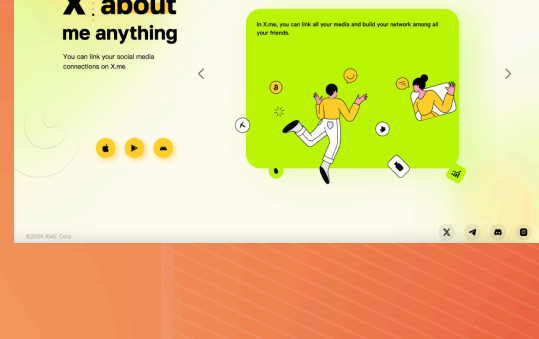 X : about
me anything
You can link your social media
connections on X.me
In X.me, you can link all your media and build your network among all
your friends.
©2024 XME Corp.